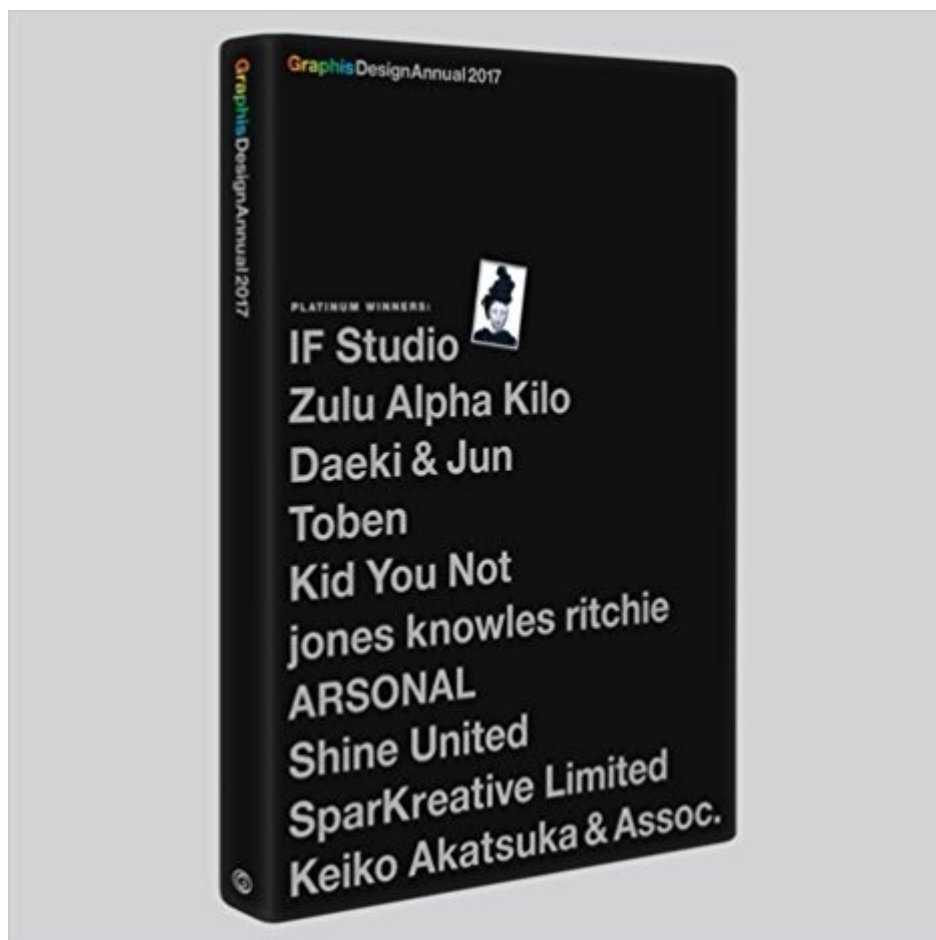 GraphisDesignAnnual2017
GraphisDesignAnnual2017
PLATINUM WINNERS:
IF Studio
Zulu Alpha Kilo
Daeki & Jun
Toben
Kid You Not
jones knowles ritchie
ARSONAL
Shine United
SparKreative Limited
Keiko Akatsuka & Assoc.